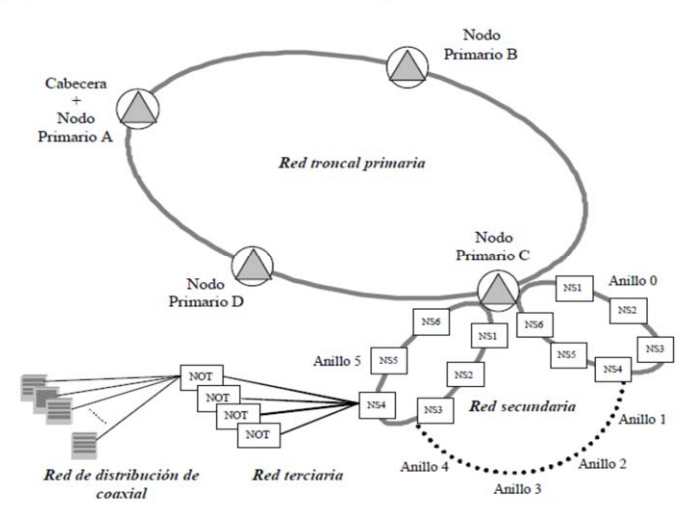 Nodo
Primario B
Cabecera
+
Nodo
Primario A
Red troncal primaria
Nodo
Primario C
Nodo
Primario D
Anillo 0
NS1
NS2
NS3
NS4
NS5
NS6
NS6
NS1
NS2
NS3
NS4
NS5
Anillo 5
NOT
NOT
NOT
NOT
Red secundaria
Anillo 1
Anillo 2
Anillo 3
Anillo 4
Red de distribución de
coaxial
Red terciaria